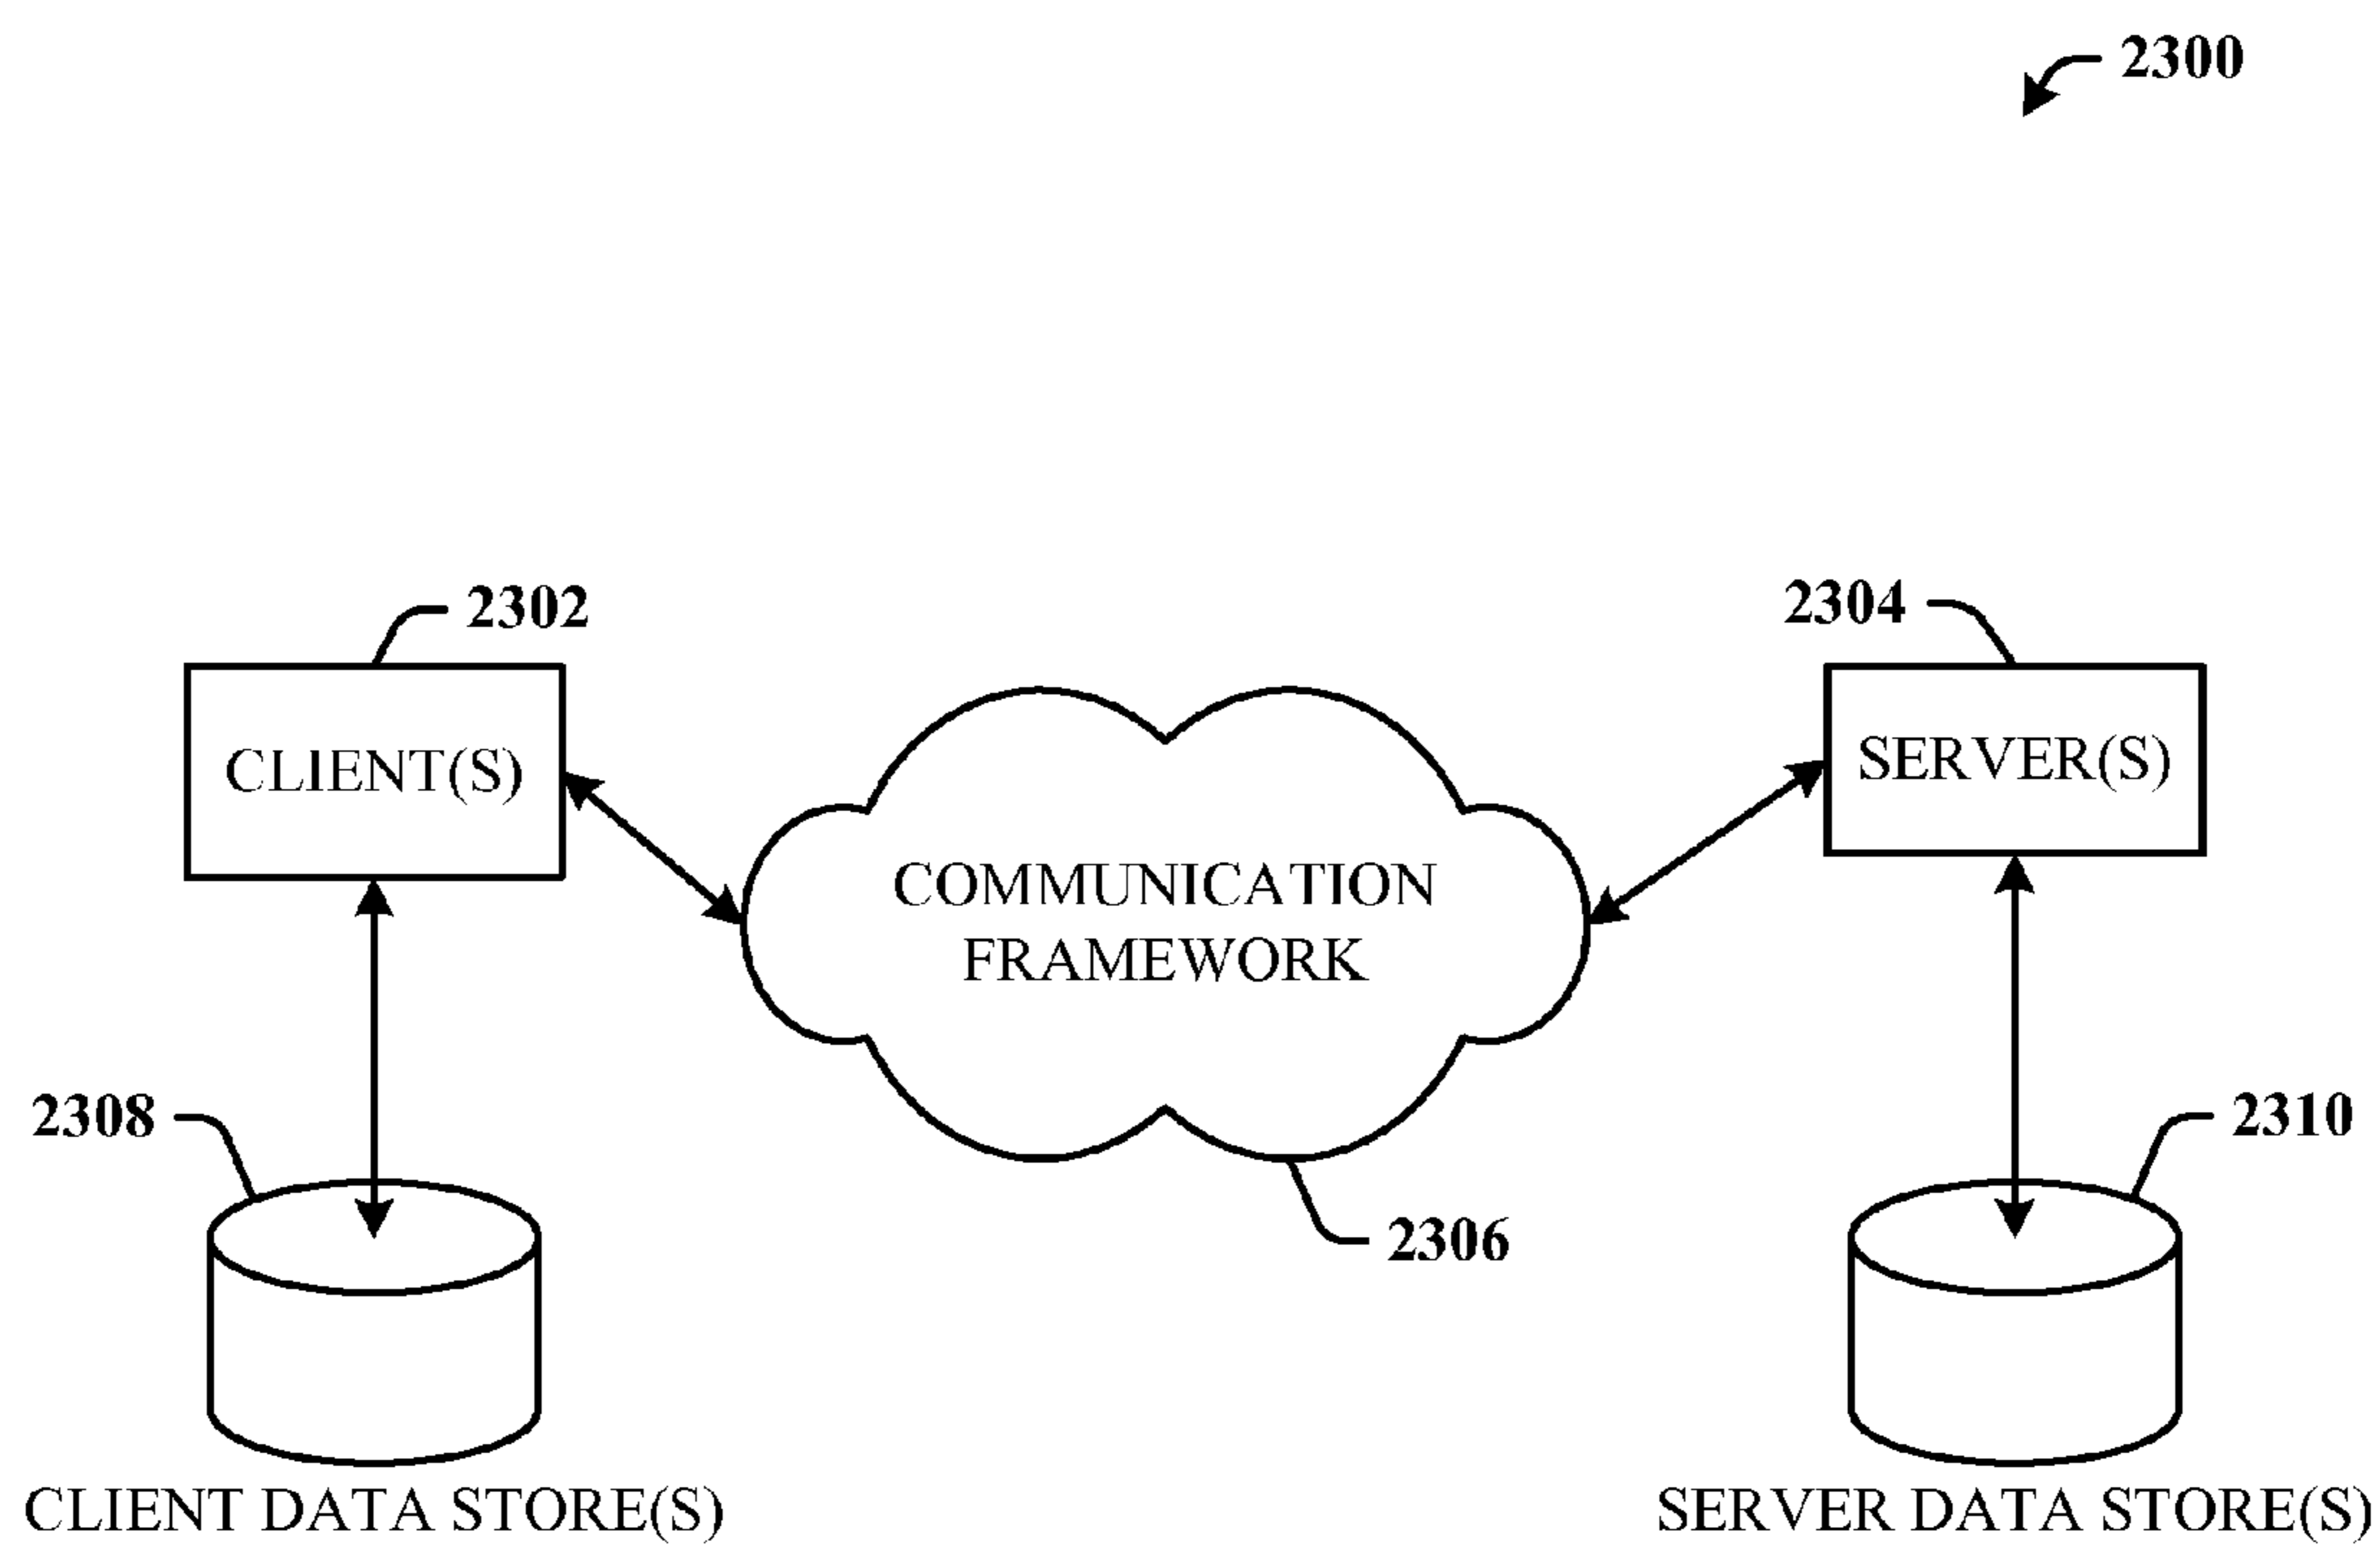 2300
2302
2304
CLIENT(S)
SERVER(S)
COMMUNICATION
FRAMEWORK
2308
2310
2306
CLIENT DATA STORE(S)
SERVER DATA STORE(S)